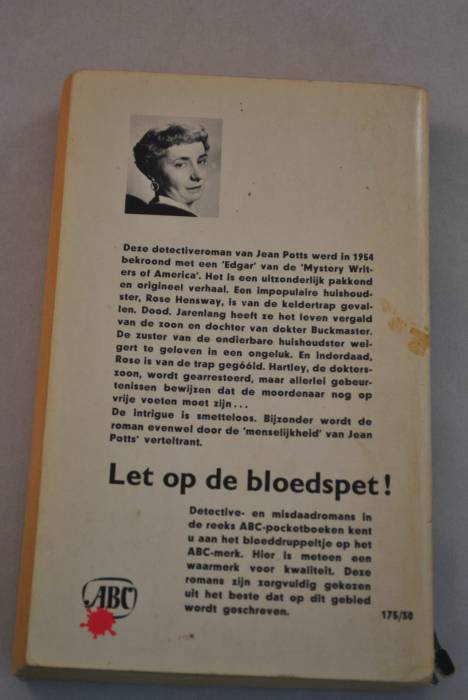 Deze detectiveroman van Jean Potts werd in 1954
bekroond met een 'Edgar' van de 'Mystery Writ-
ers of America'. Het is een uitzonderlijk pakkend
en origineel verhaal. Een impopulaire huishoud-
ster, Rose Hensway, is van de keldertrap geval-
len. Dood. Jarenlang heeft ze het leven vergald
van de zoon en dochter van dokter Buckmaster.
De zuster van de ondierbare huishoudster wei-
gert te geloven in een ongeluk. En inderdaad,
Rose is van de trap gegóóid. Hartley, de dokters-
zoon, wordt gearresteerd, maar allerlei gebeur-
tenissen bewijzen dat de moordenaar nog op
vrije voeten moet zijn...
De intrigue is smetteloos. Bijzonder wordt de
roman evenwel door de 'menselijkheid' van Jean
Potts' verteltrant.
Let op de bloedspet!
Detective- en misdaadromans in
de reeks ABC-pocketboeken kent
u aan het bloeddruppeltje op het
ABC-merk. Hier is meteen een
waarmerk voor kwaliteit. Deze
romans zijn zorgvuldig gekozen
uit het beste dat op dit gebied
wordt geschreven.
175/50
ABC